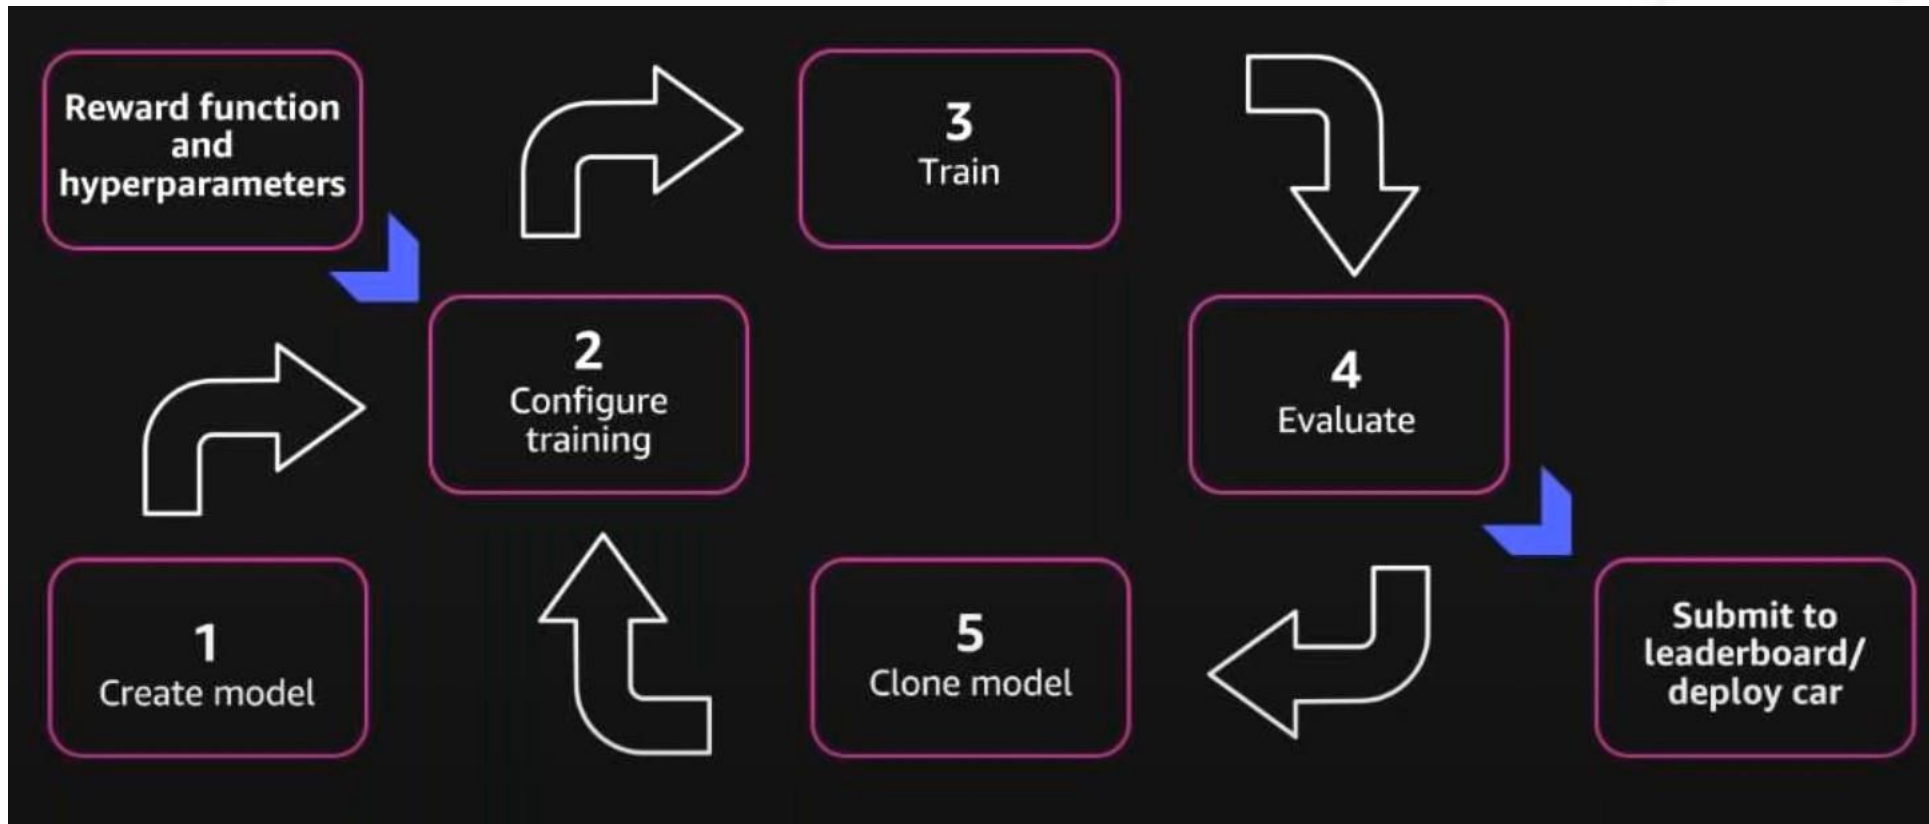 Reward function
and
hyperparameters
3
Train
2
Configure
training
4
Evaluate
1
Create model
5
Clone model
Submit to
leaderboard/
deploy car